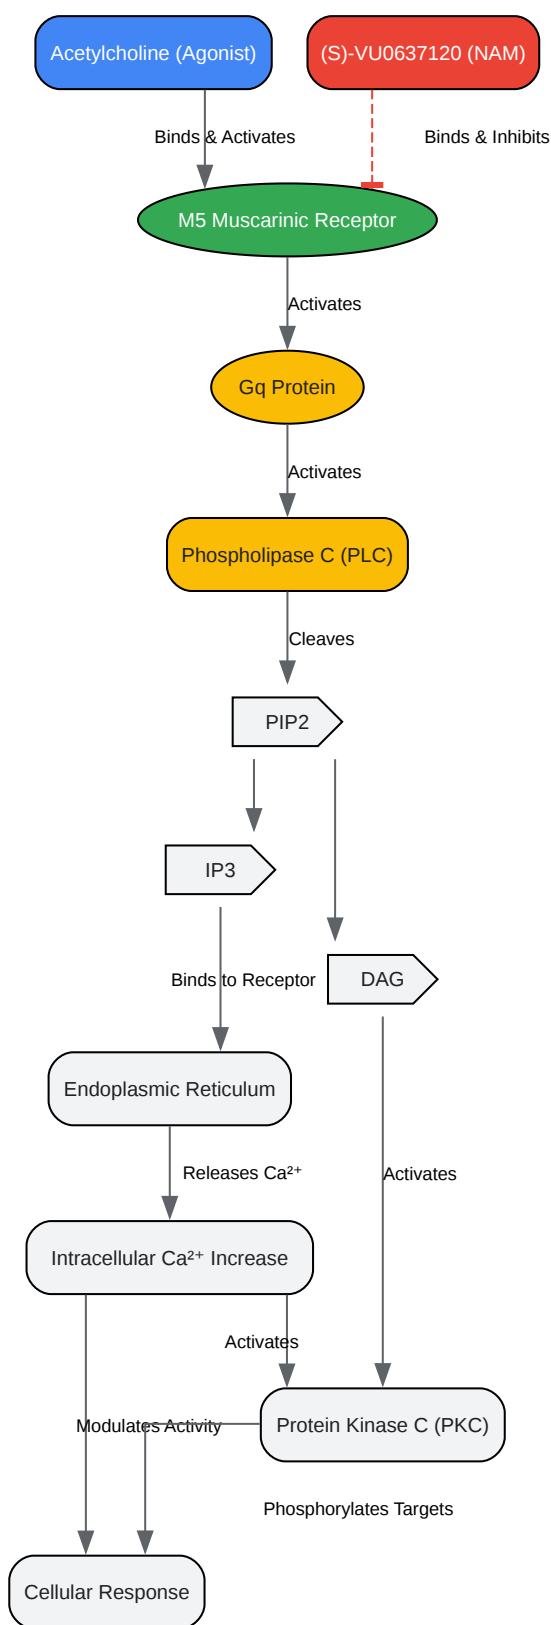 Acetylcholine (Agonist)
(S)-VU0637120 (NAM)
Binds & Activates
Binds & Inhibits
M5 Muscarinic Receptor
Activates
Gq Protein
Activates
Phospholipase C (PLC)
Cleaves
PIP2
IP3
Binds to Receptor
DAG
Endoplasmic Reticulum
Releases Ca²⁺
Activates
Intracellular Ca²⁺ Increase
Activates
Modulates Activity
Protein Kinase C (PKC)
Phosphorylates Targets
Cellular Response